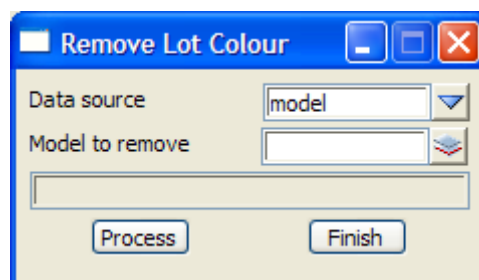 Remove Lot Colour
Data source model
Model to remove
Process Finish